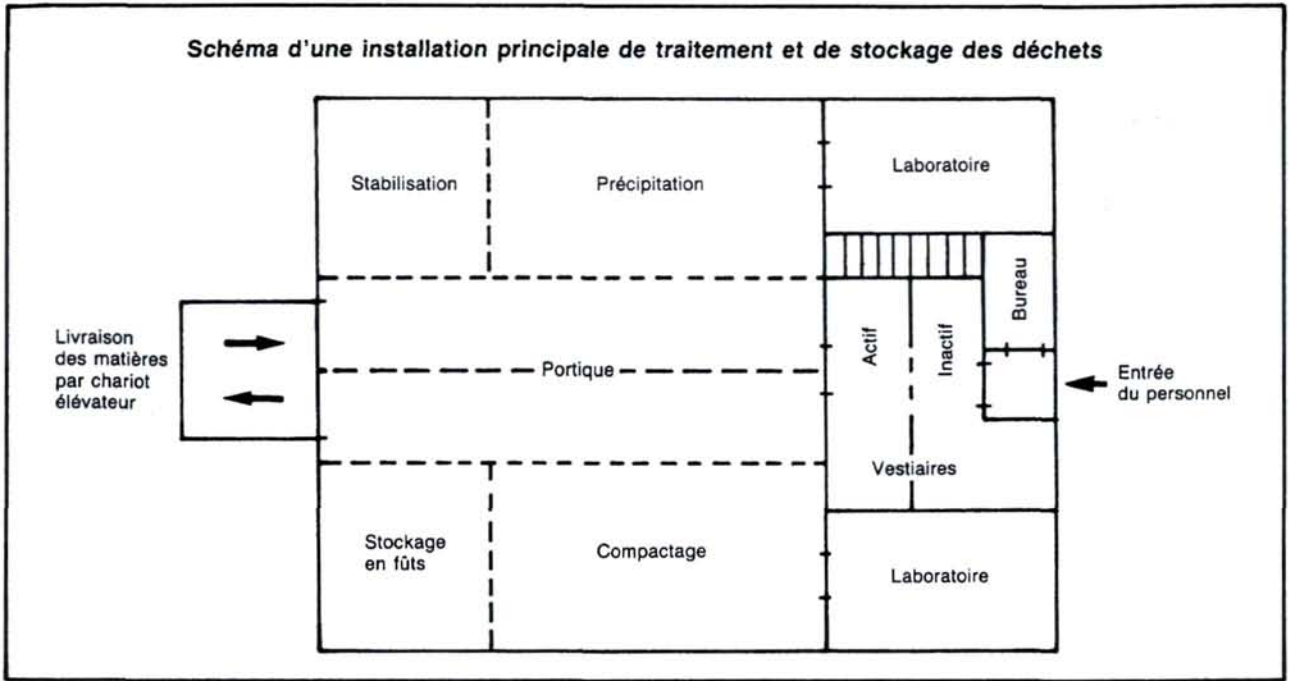 Schéma d'une installation principale de traitement et de stockage des déchets
Stabilisation
Précipitation
Laboratoire
Bureau
Livraison
des matières
par chariot
élévateur
Portique
Actif
Inactif
Entrée
du personnel
Vestiaires
Stockage
en fûts
Compactage
Laboratoire